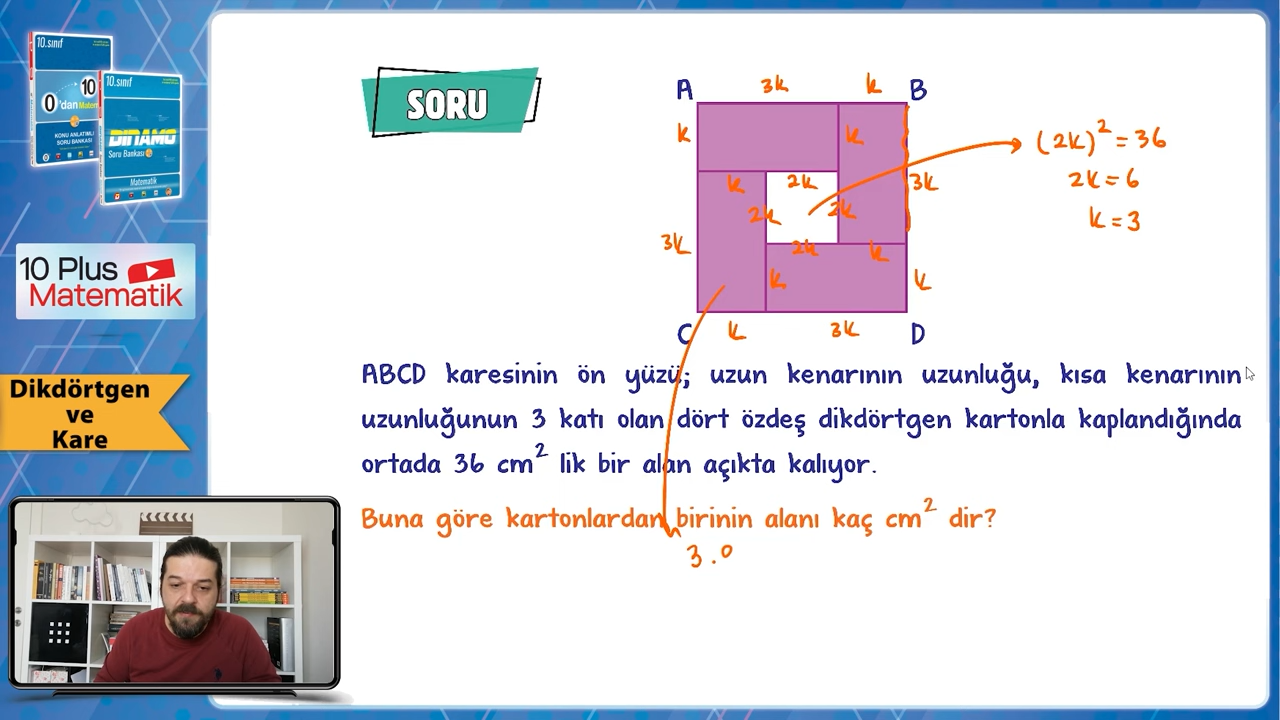 10.sınıf
0'dan 10
Matem
KONU ANLATIMLI
SORU BANKASI
10.sınıf
DİNAMO
Soru Bankası
Matematik
10 Plus
Matematik
Dikdörtgen
ve
Kare
SORU
A 3k k B
k k
k 2k 3k
2k 2k
3k 2k k
k k
C k 3k D
(2k)² = 36
2k = 6
k = 3
ABCD karesinin ön yüzü; uzun kenarının uzunluğu, kısa kenarının
uzunluğunun 3 katı olan dört özdeş dikdörtgen kartonla kaplandığında
ortada 36 cm² lik bir alan açıkta kalıyor.
Buna göre kartonlardan birinin alanı kaç cm² dir?
3.